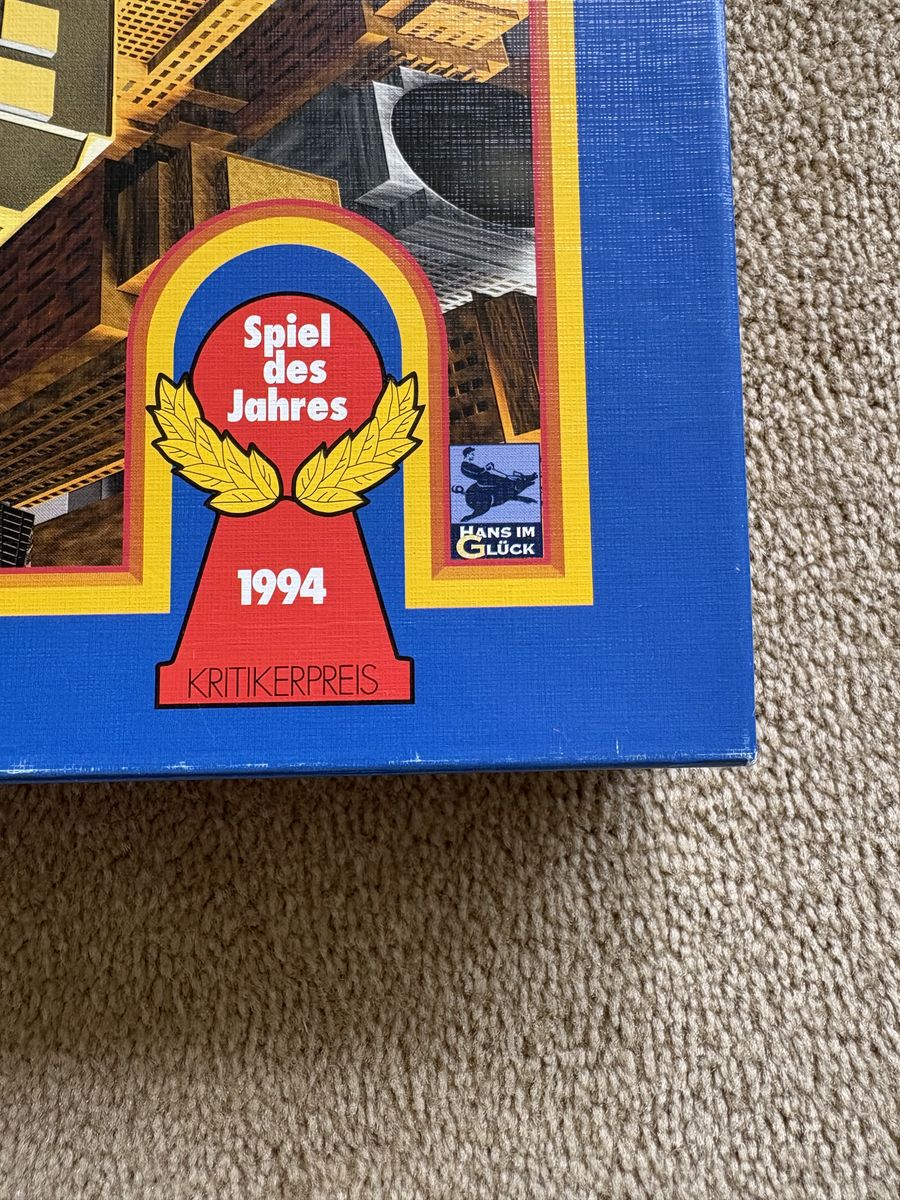 Spiel
des
Jahres
1994
KRITIKERPREIS
HANS IM
GLÜCK